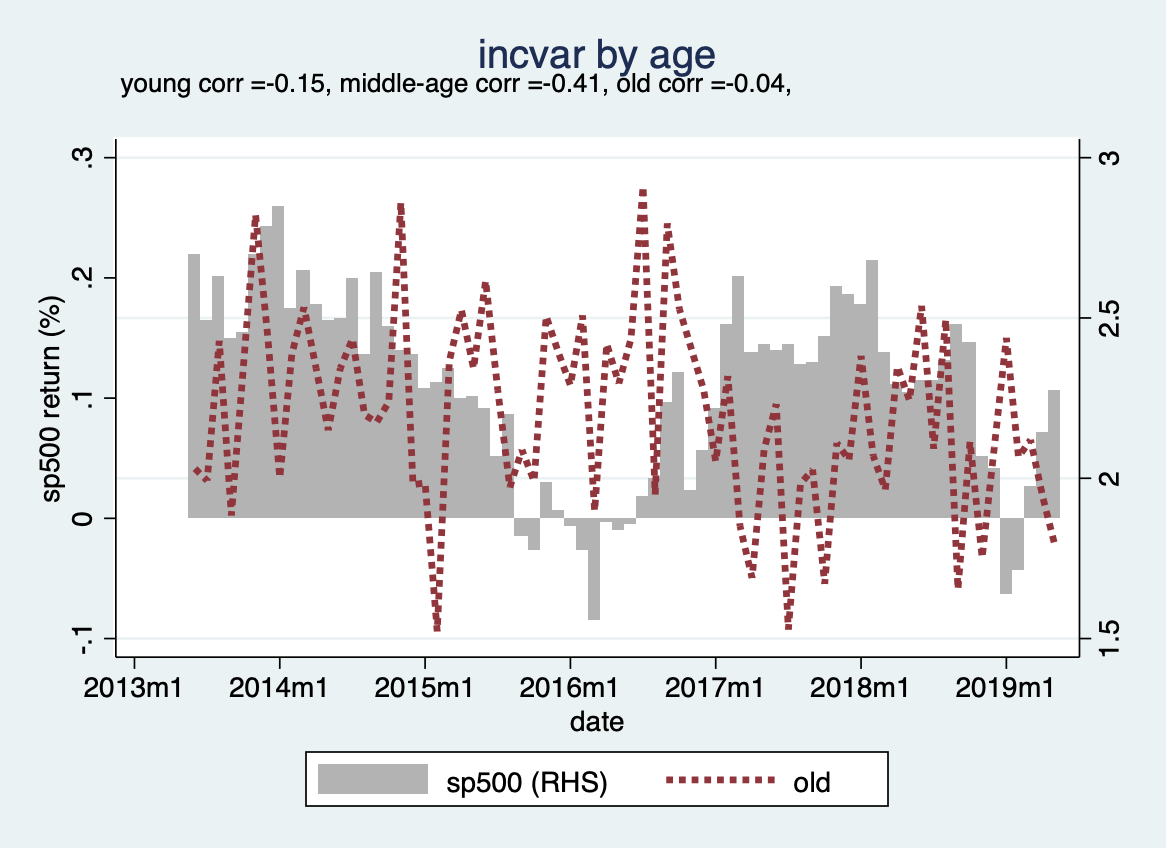 incvar by age
young corr =-0.15, middle-age corr =-0.41, old corr =-0.04,
sp500 return (%)
.3
.2
.1
0
-.1
3
2.5
2
1.5
2013m1 2014m1 2015m1 2016m1 2017m1 2018m1 2019m1
date
sp500 (RHS) old